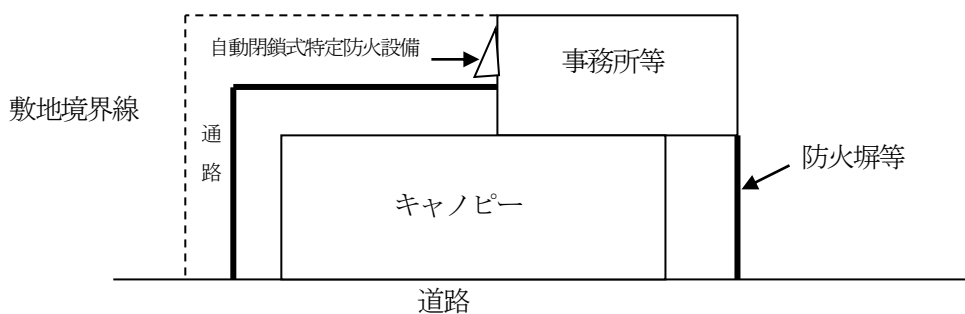 自動閉鎖式特定防火設備
事務所等
敷地境界線
通路
防火塀等
キャノピー
道路